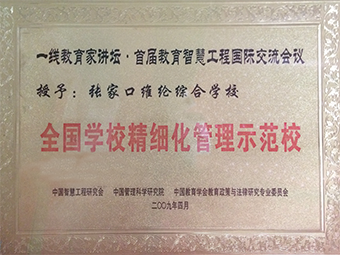 一线教育家讲坛·首届教育智慧工程国际交流会议
授予：张家口维纶综合学校
全国学校精细化管理示范校
中国智慧工程研究会 中国管理科学研究院 中国教育学会教育政策与法律研究专业委员会
二〇〇九年四月